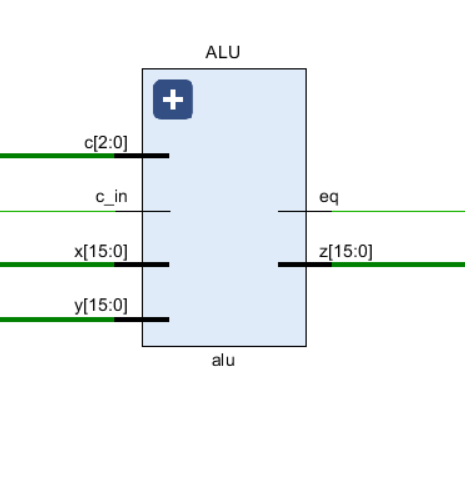 ALU
c[2:0]
c_in
eq
x[15:0]
z[15:0]
y[15:0]
alu